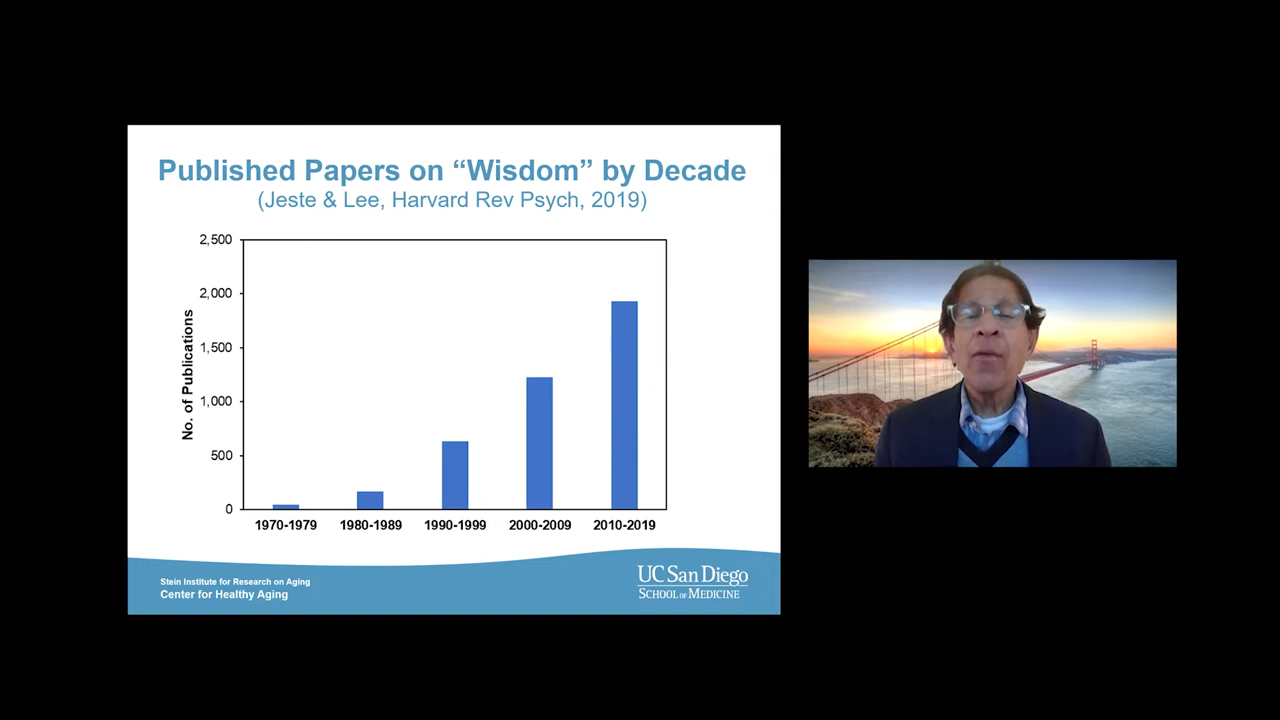 Published Papers on “Wisdom” by Decade
(Jeste & Lee, Harvard Rev Psych, 2019)
2,500
2,000
1,500
1,000
500
0
No. of Publications
1970-1979 1980-1989 1990-1999 2000-2009 2010-2019
Stein Institute for Research on Aging
Center for Healthy Aging
UC San Diego
SCHOOL OF MEDICINE